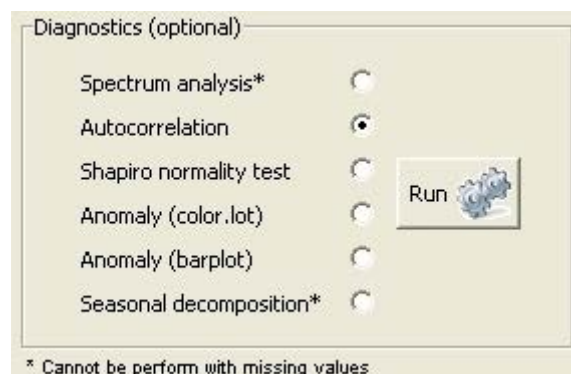 Diagnostics (optional)
Spectrum analysis*
Autocorrelation
Shapiro normality test
Run
Anomaly (color.lot)
Anomaly (barplot)
Seasonal decomposition*
* Cannot be perform with missing values